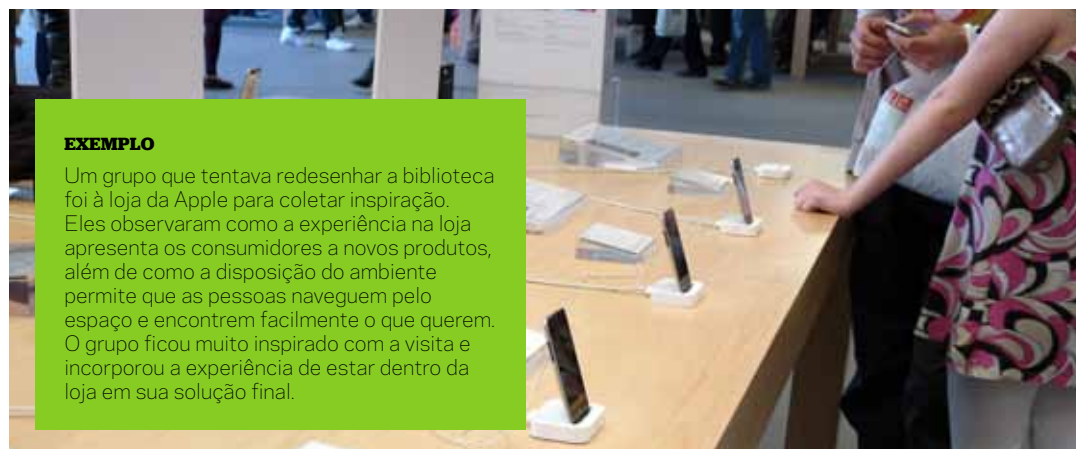 EXEMPLO
Um grupo que tentava redesenhar a biblioteca
foi à loja da Apple para coletar inspiração.
Eles observaram como a experiência na loja
apresenta os consumidores a novos produtos,
além de como a disposição do ambiente
permite que as pessoas naveguem pelo
espaço e encontrem facilmente o que querem.
O grupo ficou muito inspirado com a visita e
incorporou a experiência de estar dentro da
loja em sua solução final.